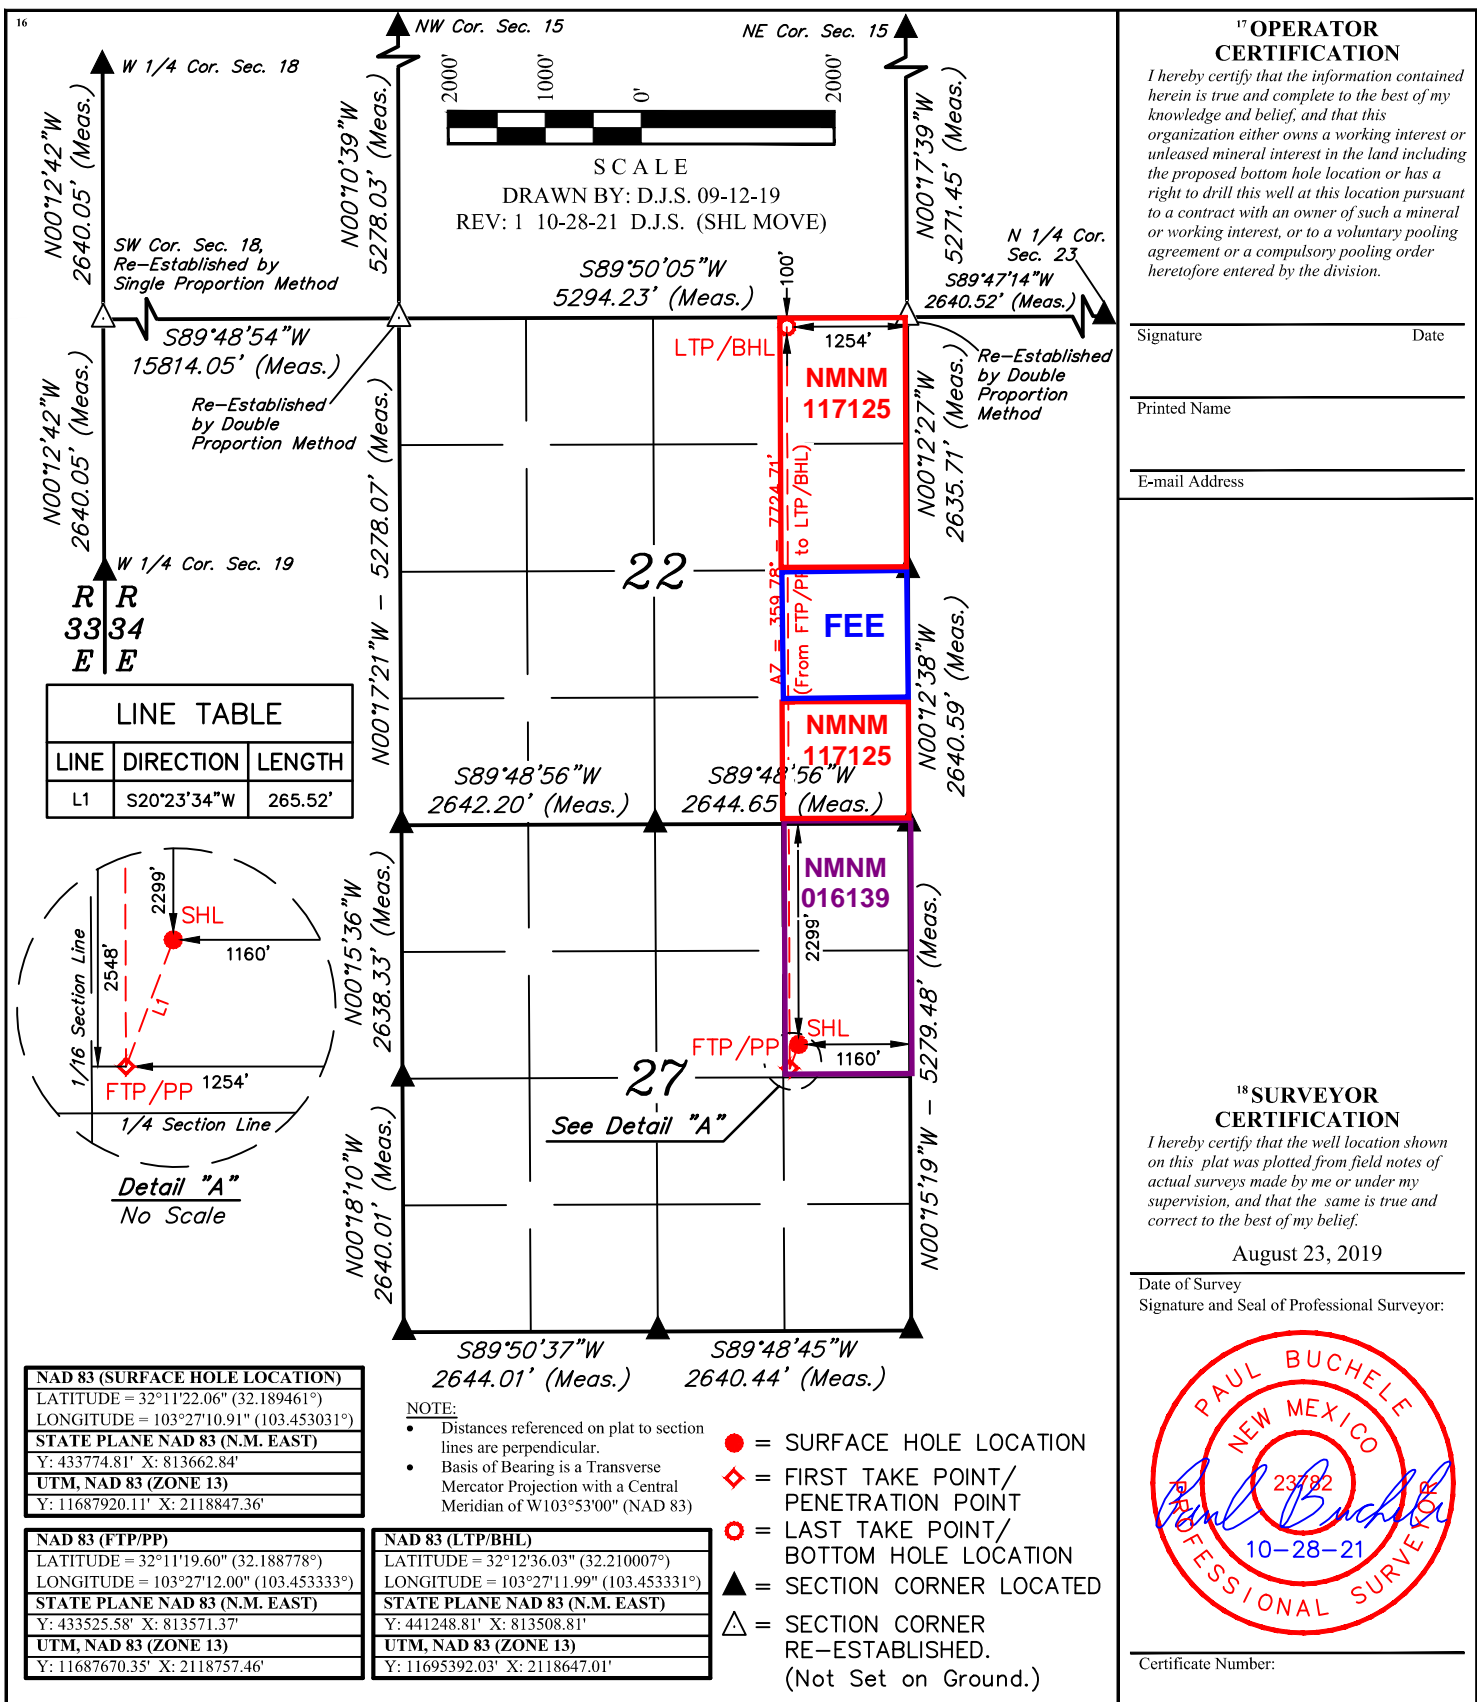 16
NW Cor. Sec. 15
NE Cor. Sec. 15
W 1/4 Cor. Sec. 18
N00°12'42"W
2640.05' (Meas.)
N00°10'39"W
5278.03' (Meas.)
2000'
1000'
0'
2000'
SCALE
DRAWN BY: D.J.S. 09-12-19
REV: 1 10-28-21 D.J.S. (SHL MOVE)
N00°17'39"W
5271.45' (Meas.)
N 1/4 Cor.
Sec. 23
SW Cor. Sec. 18,
Re-Established by
Single Proportion Method
S89°50'05"W
5294.23' (Meas.)
100'
S89°47'14"W
2640.52' (Meas.)
S89°48'54"W
15814.05' (Meas.)
LTP/BHL
1254'
Re-Established
by Double
Proportion
Method
Re-Established
by Double
Proportion Method
NMNM
117125
N00°12'42"W
2640.05' (Meas.)
N00°17'21"W - 5278.07' (Meas.)
N00°12'27"W
2635.71' (Meas.)
AZ = 359.78° - 7724.71'
(From FTP/PP to LTP/BHL)
W 1/4 Cor. Sec. 19
R R
33 34
E E
22
FEE
N00°12'38"W
2640.59' (Meas.)
LINE TABLE
LINE DIRECTION LENGTH
L1 S20°23'34"W 265.52'
NMNM
117125
S89°48'56"W
2642.20' (Meas.)
S89°48'56"W
2644.65' (Meas.)
NMNM
016139
2299'
SHL
1160'
2548'
1/16 Section Line
L1
FTP/PP
1254'
1/4 Section Line
Detail "A"
No Scale
N00°15'36"W
2638.33' (Meas.)
2299'
SHL
FTP/PP
1160'
27
See Detail "A"
N00°15'19"W - 5279.48' (Meas.)
N00°18'10"W
2640.01' (Meas.)
S89°50'37"W
2644.01' (Meas.)
S89°48'45"W
2640.44' (Meas.)
NAD 83 (SURFACE HOLE LOCATION)
LATITUDE = 32°11'22.06" (32.189461°)
LONGITUDE = 103°27'10.91" (103.453031°)
STATE PLANE NAD 83 (N.M. EAST)
Y: 433774.81' X: 813662.84'
UTM, NAD 83 (ZONE 13)
Y: 11687920.11' X: 2118847.36'
NAD 83 (FTP/PP)
LATITUDE = 32°11'19.60" (32.188778°)
LONGITUDE = 103°27'12.00" (103.453333°)
STATE PLANE NAD 83 (N.M. EAST)
Y: 433525.58' X: 813571.37'
UTM, NAD 83 (ZONE 13)
Y: 11687670.35' X: 2118757.46'
NAD 83 (LTP/BHL)
LATITUDE = 32°12'36.03" (32.210007°)
LONGITUDE = 103°27'11.99" (103.453331°)
STATE PLANE NAD 83 (N.M. EAST)
Y: 441248.81' X: 813508.81'
UTM, NAD 83 (ZONE 13)
Y: 11695392.03' X: 2118647.01'
NOTE:
• Distances referenced on plat to section
lines are perpendicular.
• Basis of Bearing is a Transverse
Mercator Projection with a Central
Meridian of W103°53'00" (NAD 83)
= SURFACE HOLE LOCATION
= FIRST TAKE POINT/
PENETRATION POINT
= LAST TAKE POINT/
BOTTOM HOLE LOCATION
= SECTION CORNER LOCATED
= SECTION CORNER
RE-ESTABLISHED.
(Not Set on Ground.)
17 OPERATOR
CERTIFICATION
I hereby certify that the information contained
herein is true and complete to the best of my
knowledge and belief, and that this
organization either owns a working interest or
unleased mineral interest in the land including
the proposed bottom hole location or has a
right to drill this well at this location pursuant
to a contract with an owner of such a mineral
or working interest, or to a voluntary pooling
agreement or a compulsory pooling order
heretofore entered by the division.
Signature Date
Printed Name
E-mail Address
18 SURVEYOR
CERTIFICATION
I hereby certify that the well location shown
on this plat was plotted from field notes of
actual surveys made by me or under my
supervision, and that the same is true and
correct to the best of my belief.
August 23, 2019
Date of Survey
Signature and Seal of Professional Surveyor:
PAUL BUCHELE
NEW MEXICO
23782
Paul Buchele
10-28-21
PROFESSIONAL SURVEYOR
Certificate Number: